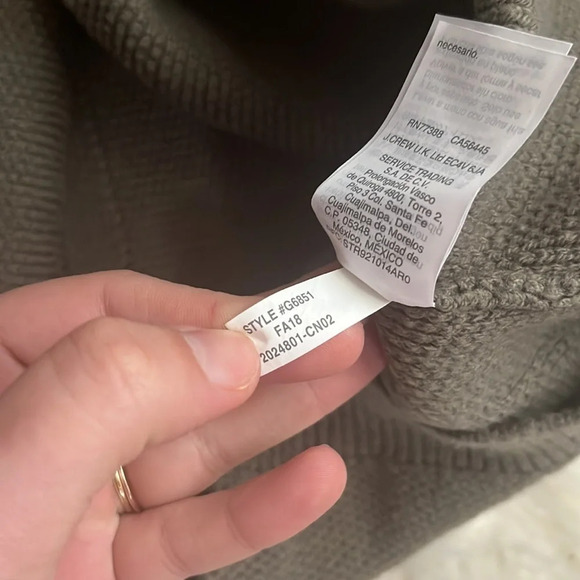 necesario.
RN77388 CA56445
J.CREW U.K. Ltd EC4V 6JA
SERVICE TRADING
S.A. DE C.V.
Prolongación Vasco
de Quiroga 4800, Torre 2,
Piso 3 Col. Santa Fe
Cuajimalpa, Del.
Cuajimalpa de Morelos
C.P. 05348, Ciudad de
México, MÉXICO
STR921014AR0
STYLE #G6851
FA18
2024801-CN02